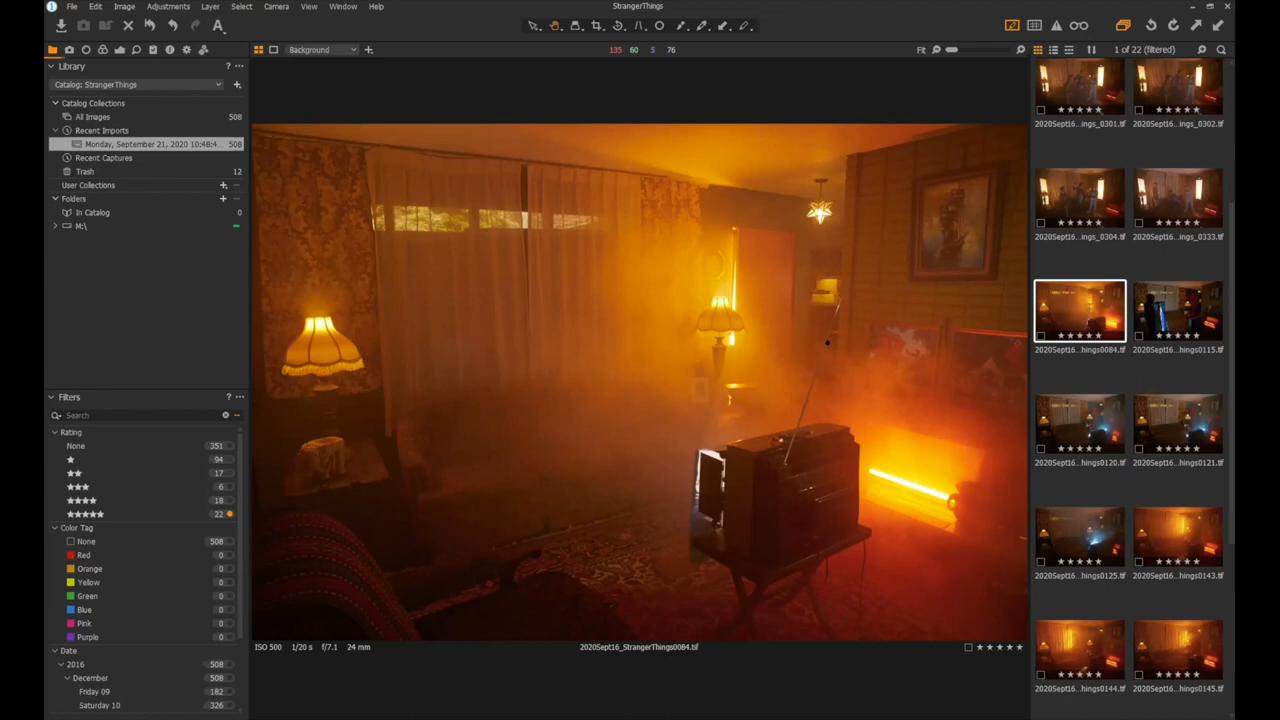 File Edit Image Adjustments Layer Select Camera View Window Help
StrangerThings
Background
135 60 5 76
Fit
1 of 22 (filtered)
Library
Catalog: StrangerThings
Catalog Collections
All Images 508
Recent Imports
Monday, September 21, 2020 10:48:4... 508
Recent Captures
Trash 12
User Collections
Folders
In Catalog 0
M:\
Filters
Search
Rating
None 351
94
17
6
18
22
Color Tag
None 508
Red 0
Orange 0
Yellow 0
Green 0
Blue 0
Pink 0
Purple 0
Date
2016 508
December 508
Friday 09 182
Saturday 10 326
ISO 500 1/20 s f/7.1 24 mm
2020Sept16_StrangerThings0084.tif
2020Sept16...ings_0301.tif 2020Sept16...ings_0302.tif
2020Sept16...ings_0304.tif 2020Sept16...ings_0333.tif
2020Sept16...hings0084.tif 2020Sept16...hings0115.tif
2020Sept16...hings0120.tif 2020Sept16...hings0121.tif
2020Sept16...hings0125.tif 2020Sept16...hings0143.tif
2020Sept16...hings0144.tif 2020Sept16...hings0145.tif